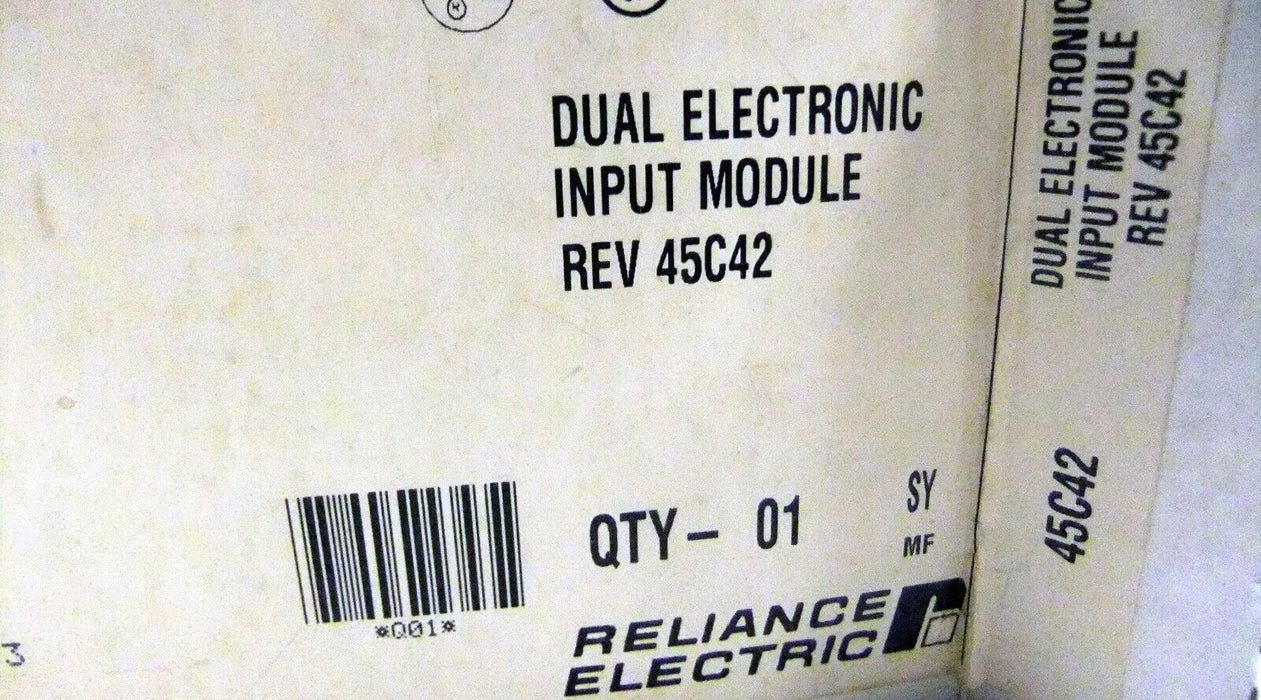 ®
DUAL ELECTRONIC
INPUT MODULE
REV 45C42
*Q01*
QTY- 01
SY
MF
RELIANCE
ELECTRIC
3
DUAL ELECTRONIC
INPUT MODULE
REV 45C42
45C42